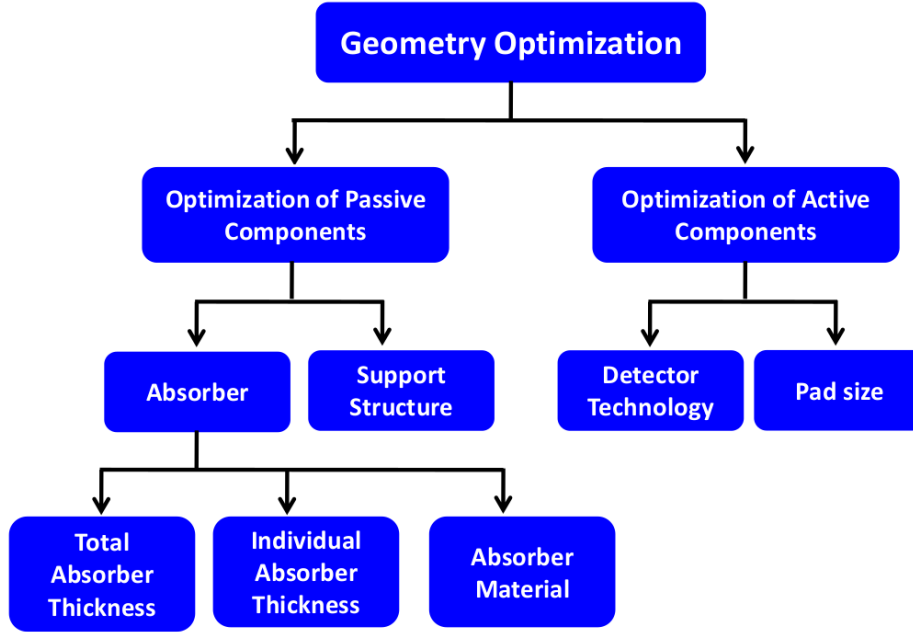 Geometry Optimization
Optimization of Passive
Components
Optimization of Active
Components
Absorber
Support
Structure
Detector
Technology
Pad size
Total
Absorber
Thickness
Individual
Absorber
Thickness
Absorber
Material